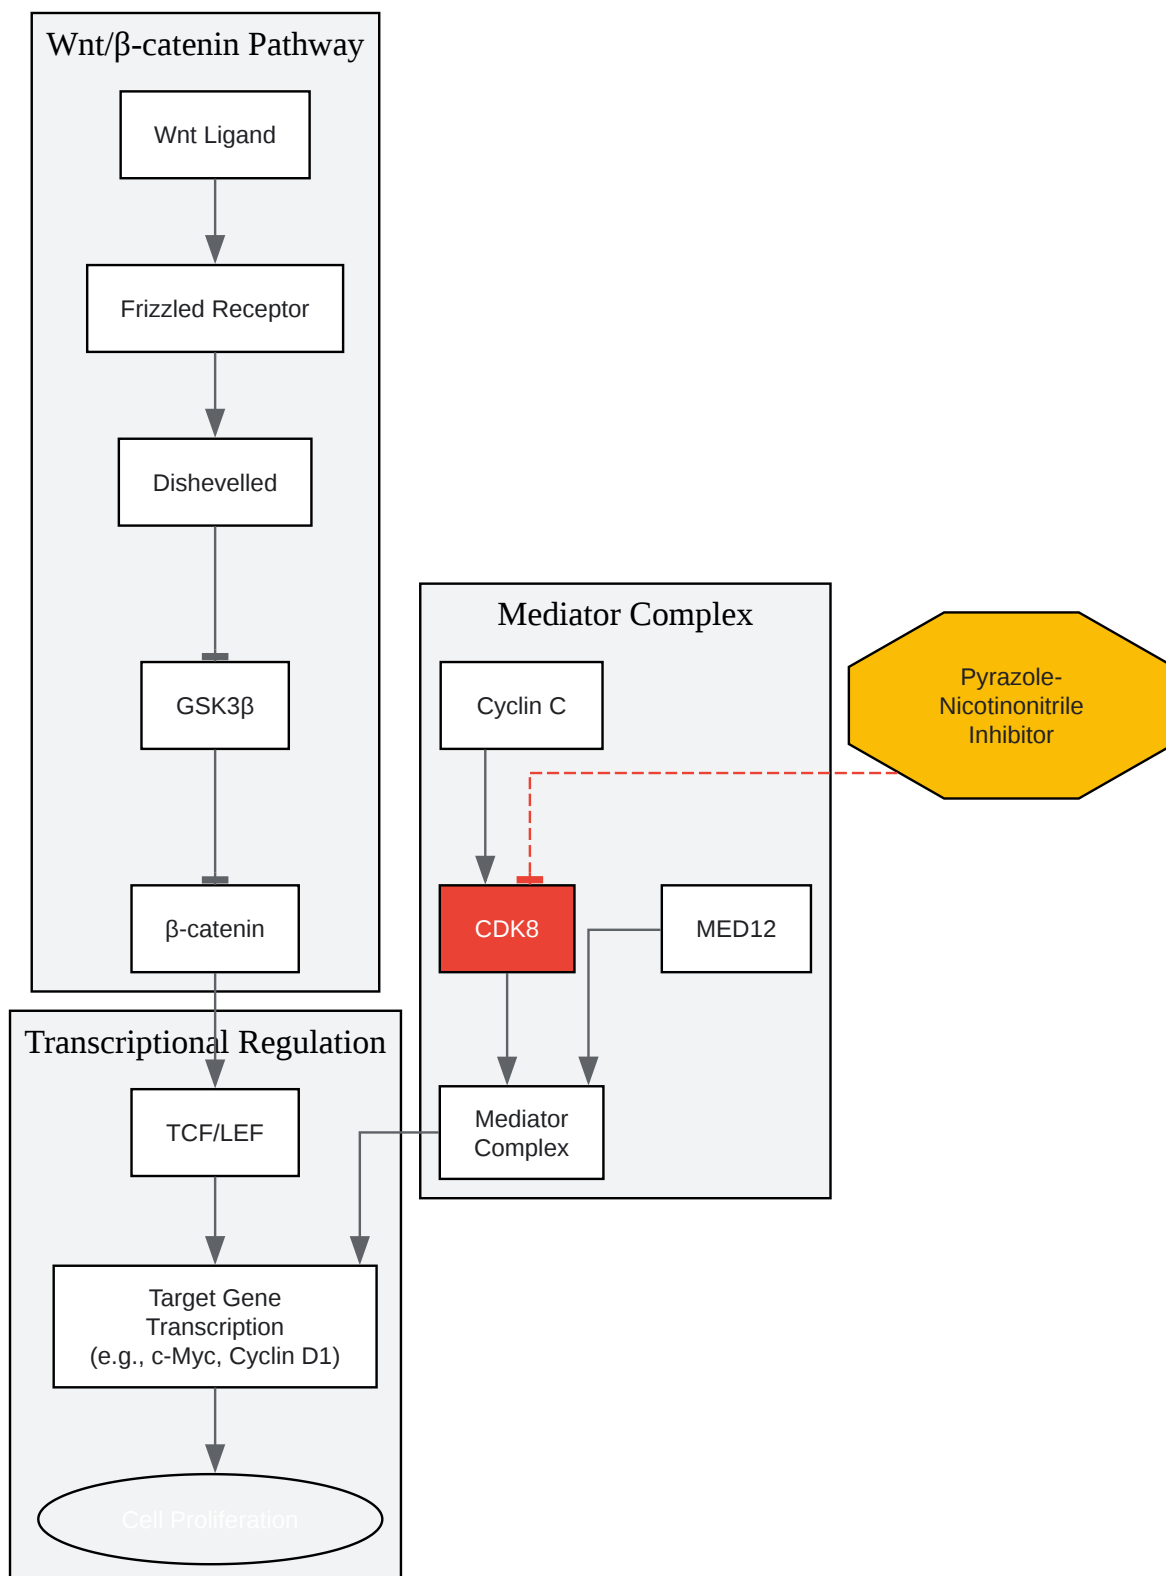 Wnt/β-catenin Pathway
Wnt Ligand
Frizzled Receptor
Dishevelled
GSK3β
β-catenin
Mediator Complex
Cyclin C
CDK8
MED12
Mediator
Complex
Pyrazole-
Nicotinonitrile
Inhibitor
Transcriptional Regulation
TCF/LEF
Target Gene
Transcription
(e.g., c-Myc, Cyclin D1)
Cell Proliferation